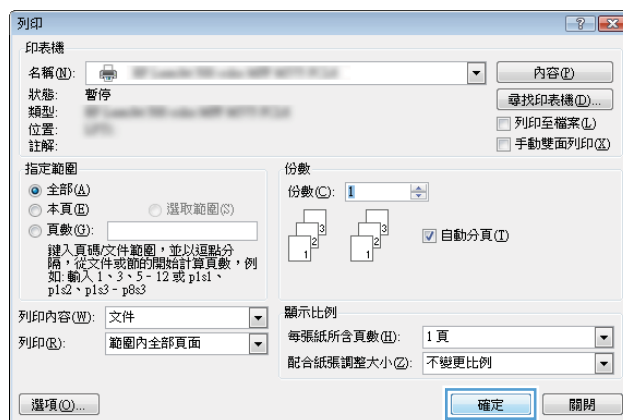 列印
印表機
名稱(N):
內容(P)
狀態: 暫停
尋找印表機(D)...
類型:
位置:
列印至檔案(L)
註解:
手動雙面列印(X)
指定範圍
全部(A)
本頁(E) 選取範圍(S)
頁數(G):
鍵入頁碼/文件範圍，並以逗點分
隔，從文件或節的開始計算頁數，例
如: 輸入 1、3、5 - 12 或 p1s1、
p1s2、p1s3 - p8s3
份數
份數(C): 1
1 2 3 1 2 3
自動分頁(T)
列印內容(W): 文件
列印(R): 範圍內全部頁面
顯示比例
每張紙所含頁數(H): 1 頁
配合紙張調整大小(Z): 不變更比例
選項(O)...
確定
關閉